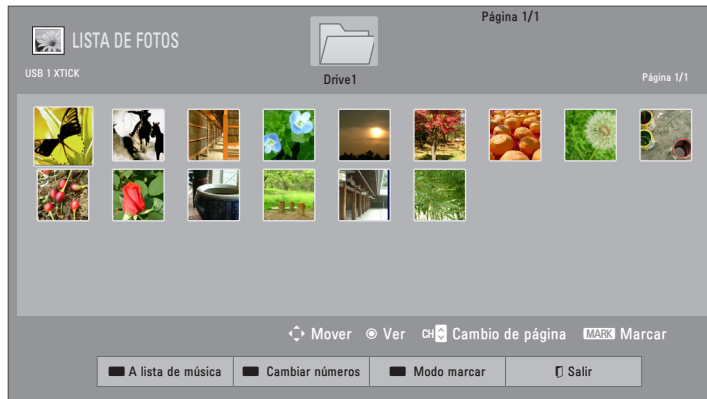 Página 1/1
LISTA DE FOTOS
USB 1 XTICK
Drive1
Página 1/1
Mover Ver CH Cambio de página MARK Marcar
A lista de música Cambiar números Modo marcar Salir